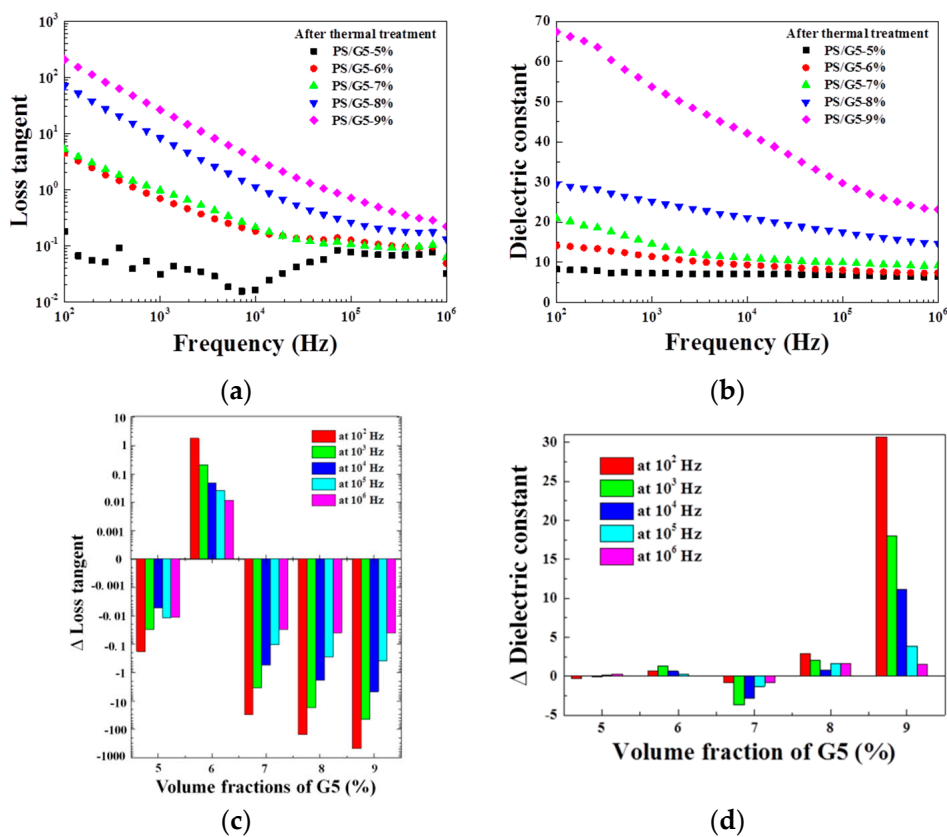 After thermal treatment
PS/G5-5%
PS/G5-6%
PS/G5-7%
PS/G5-8%
PS/G5-9%
Loss tangent
10³
10²
10¹
10⁰
10⁻¹
10⁻²
10² 10³ 10⁴ 10⁵ 10⁶
Frequency (Hz)
(a)
After thermal treatment
PS/G5-5%
PS/G5-6%
PS/G5-7%
PS/G5-8%
PS/G5-9%
Dielectric constant
70
60
50
40
30
20
10
0
10² 10³ 10⁴ 10⁵ 10⁶
Frequency (Hz)
(b)
at 10² Hz
at 10³ Hz
at 10⁴ Hz
at 10⁵ Hz
at 10⁶ Hz
Δ Loss tangent
10
1
0.1
0.01
0.001
0
-0.001
-0.01
-0.1
-1
-10
-100
-1000
5 6 7 8 9
Volume fractions of G5 (%)
(c)
at 10² Hz
at 10³ Hz
at 10⁴ Hz
at 10⁵ Hz
at 10⁶ Hz
Δ Dielectric constant
30
25
20
15
10
5
0
-5
5 6 7 8 9
Volume fraction of G5 (%)
(d)